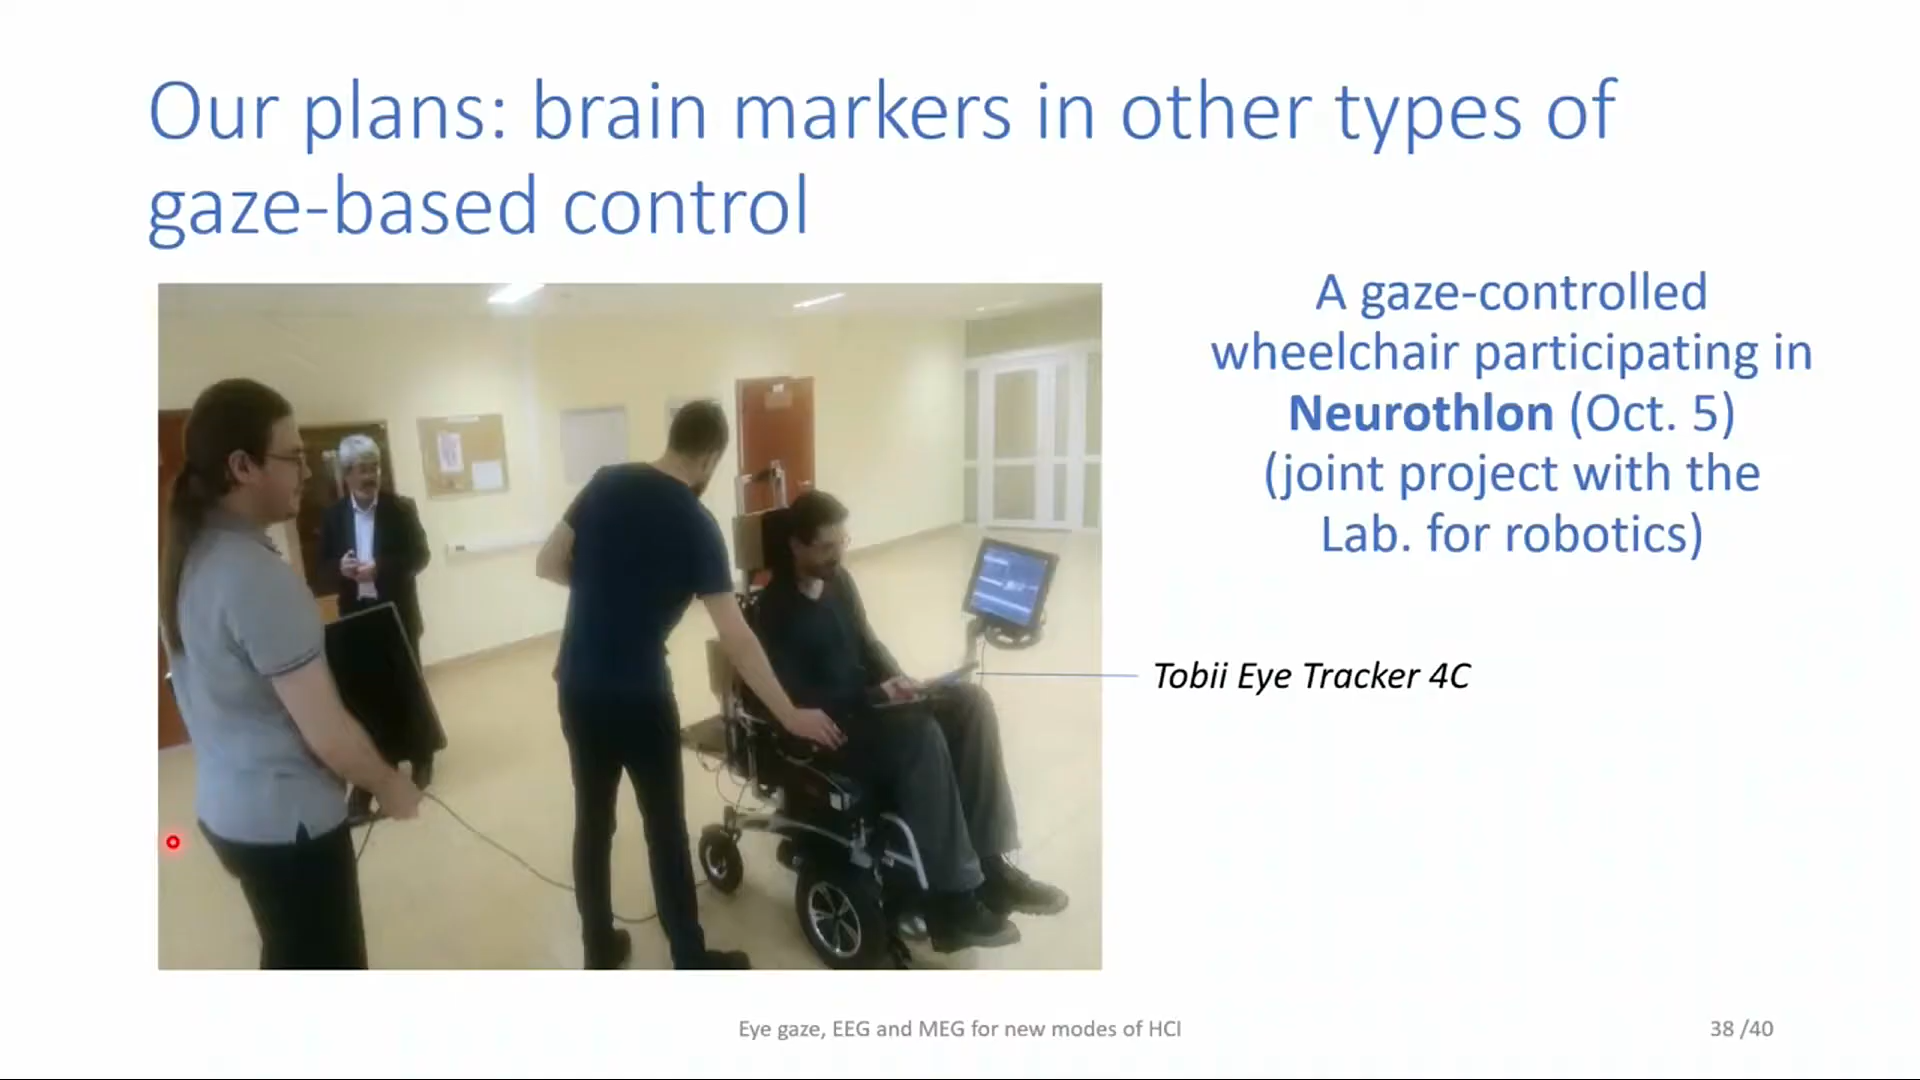 Our plans: brain markers in other types of
gaze-based control
A gaze-controlled
wheelchair participating in
Neurothlon (Oct. 5)
(joint project with the
Lab. for robotics)
Tobii Eye Tracker 4C
Eye gaze, EEG and MEG for new modes of HCI
38 /40